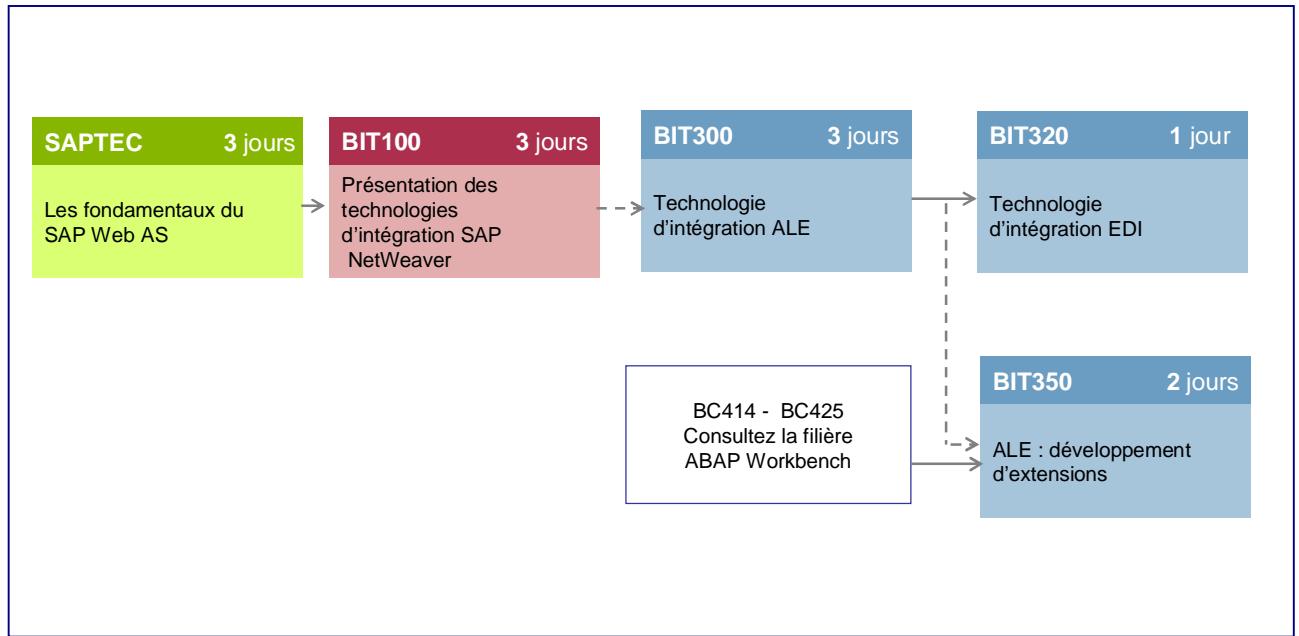 SAPTEC 3 jours
Les fondamentaux du
SAP Web AS
BIT100 3 jours
Présentation des
technologies
d'intégration SAP
NetWeaver
BIT300 3 jours
Technologie
d'intégration ALE
BIT320 1 jour
Technologie
d'intégration EDI
BC414 - BC425
Consultez la filière
ABAP Workbench
BIT350 2 jours
ALE : développement
d'extensions